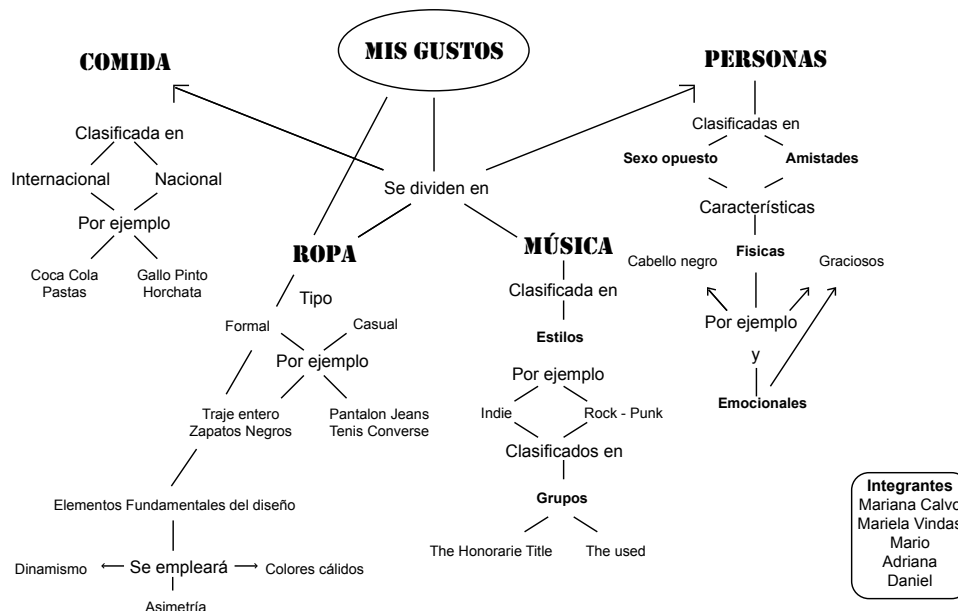 MIS GUSTOS
COMIDA
PERSONAS
Clasificada en
Internacional
Nacional
Por ejemplo
Coca Cola
Pastas
Gallo Pinto
Horchata
Se dividen en
ROPA
Tipo
Formal
Casual
Por ejemplo
Traje entero
Zapatos Negros
Pantalon Jeans
Tenis Converse
Elementos Fundamentales del diseño
Dinamismo
Se empleará
Colores cálidos
Asimetría
MÚSICA
Clasificada en
Estilos
Por ejemplo
Indie
Rock - Punk
Clasificados en
Grupos
The Honorarie Title
The used
Clasificadas en
Sexo opuesto
Amistades
Características
Fisicas
Cabello negro
Graciosos
Por ejemplo
y
Emocionales
Integrantes
Mariana Calvo
Mariela Vindas
Mario
Adriana
Daniel